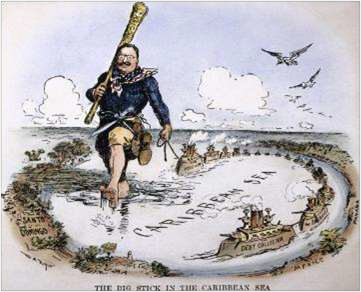 CARIBBEAN SEA
SANTO
DOMINGO
DEBT COLLECTOR
THE BIG STICK IN THE CARIBBEAN SEA